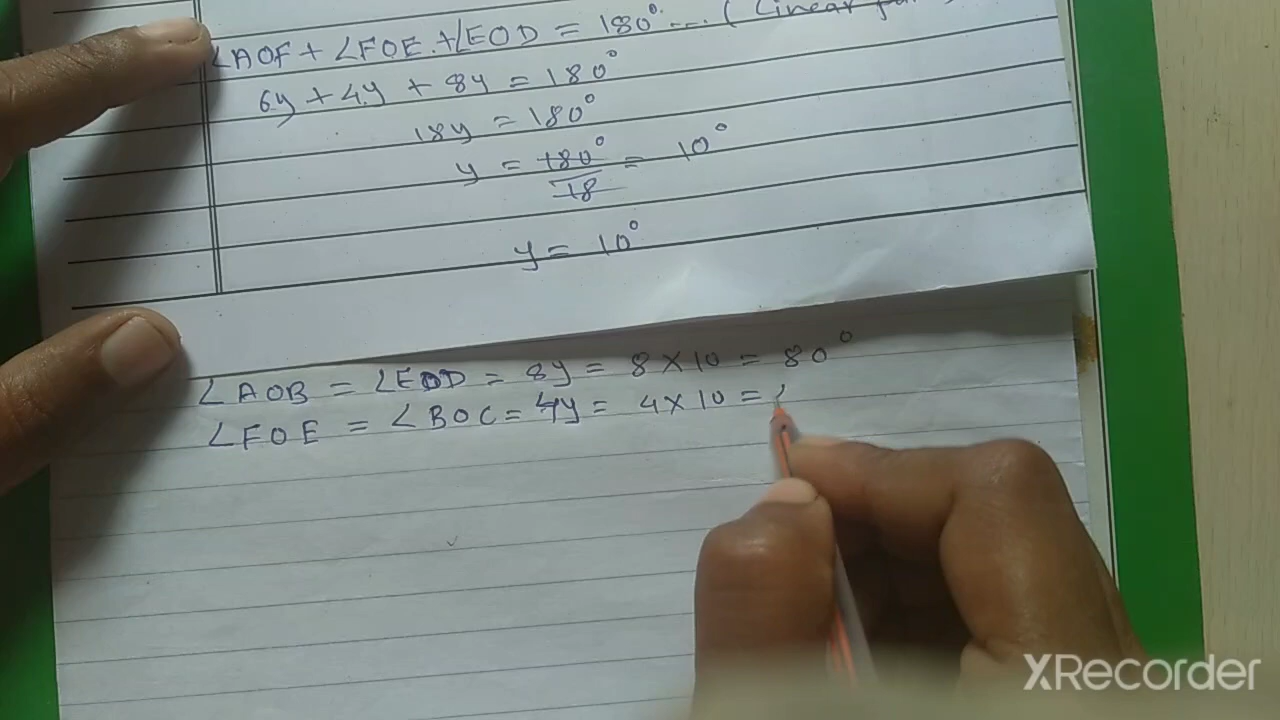 ∠AOF + ∠FOE + ∠EOD = 180° ... (Linear
6y + 4y + 8y = 180°
18y = 180°
y = 180°/18 = 10°
y = 10°
∠AOB = ∠EOD = 8y = 8 × 10 = 80°
∠FOE = ∠BOC = 4y = 4 × 10 =
XRecorder